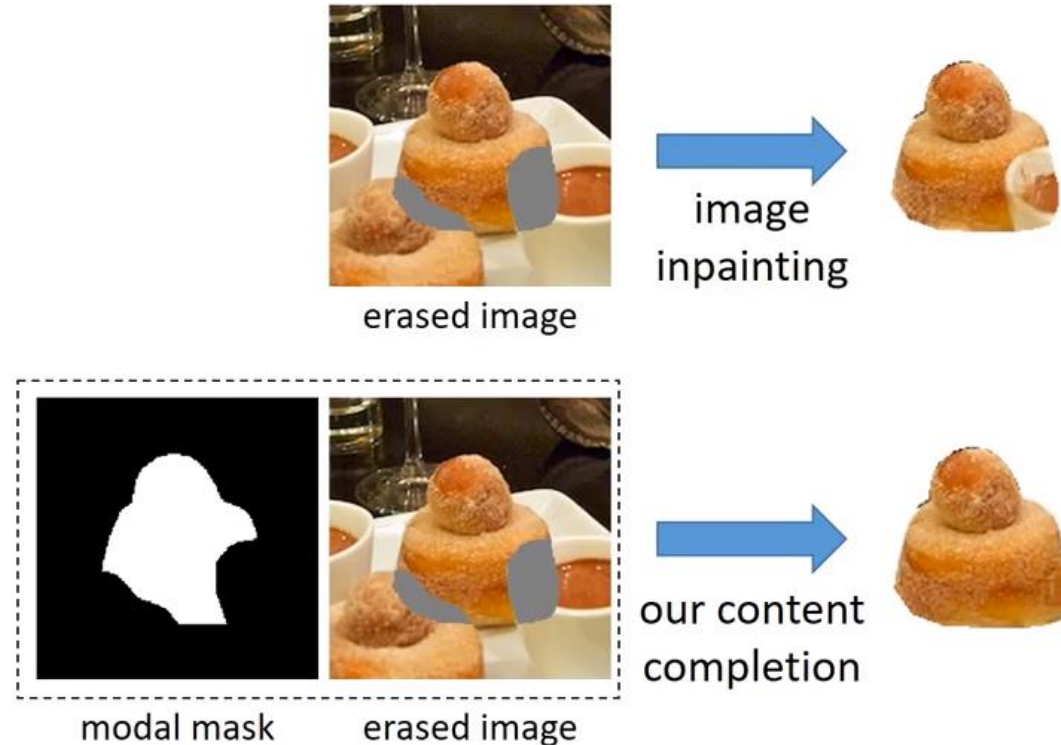 image
inpainting
erased image
our content
completion
modal mask
erased image